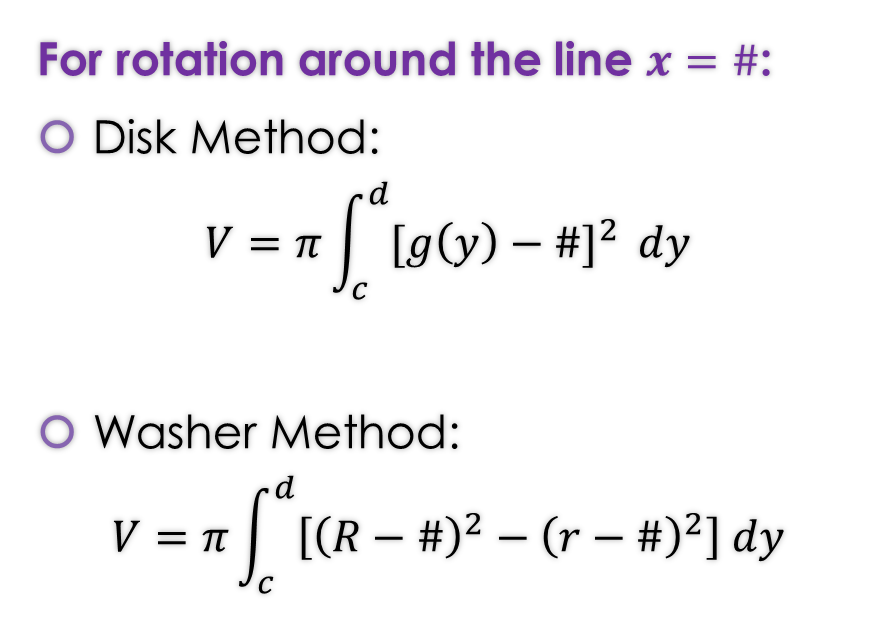 For rotation around the line 𝒙 = #:
Disk Method:
V = π ∫_c^d [g(y) − #]² dy
Washer Method:
V = π ∫_c^d [(R − #)² − (r − #)²] dy